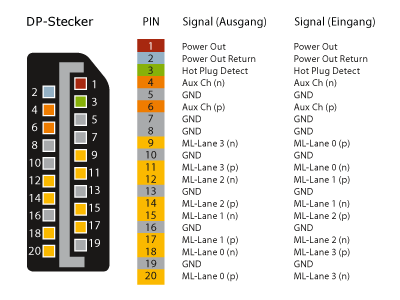 DP-Stecker
1
2
3
4
5
6
7
8
9
10
11
12
13
14
15
16
17
18
19
20
PIN Signal (Ausgang) Signal (Eingang)
1 Power Out Power Out
2 Power Out Return Power Out Return
3 Hot Plug Detect Hot Plug Detect
4 Aux Ch (n) Aux Ch (n)
5 GND GND
6 Aux Ch (p) Aux Ch (p)
7 GND GND
8 GND GND
9 ML-Lane 3 (n) ML-Lane 0 (p)
10 GND GND
11 ML-Lane 3 (p) ML-Lane 0 (n)
12 ML-Lane 2 (n) ML-Lane 1 (p)
13 GND GND
14 ML-Lane 2 (p) ML-Lane 1 (n)
15 ML-Lane 1 (n) ML-Lane 2 (p)
16 GND GND
17 ML-Lane 1 (p) ML-Lane 2 (n)
18 ML-Lane 0 (n) ML-Lane 3 (p)
19 GND GND
20 ML-Lane 0 (p) ML-Lane 3 (n)